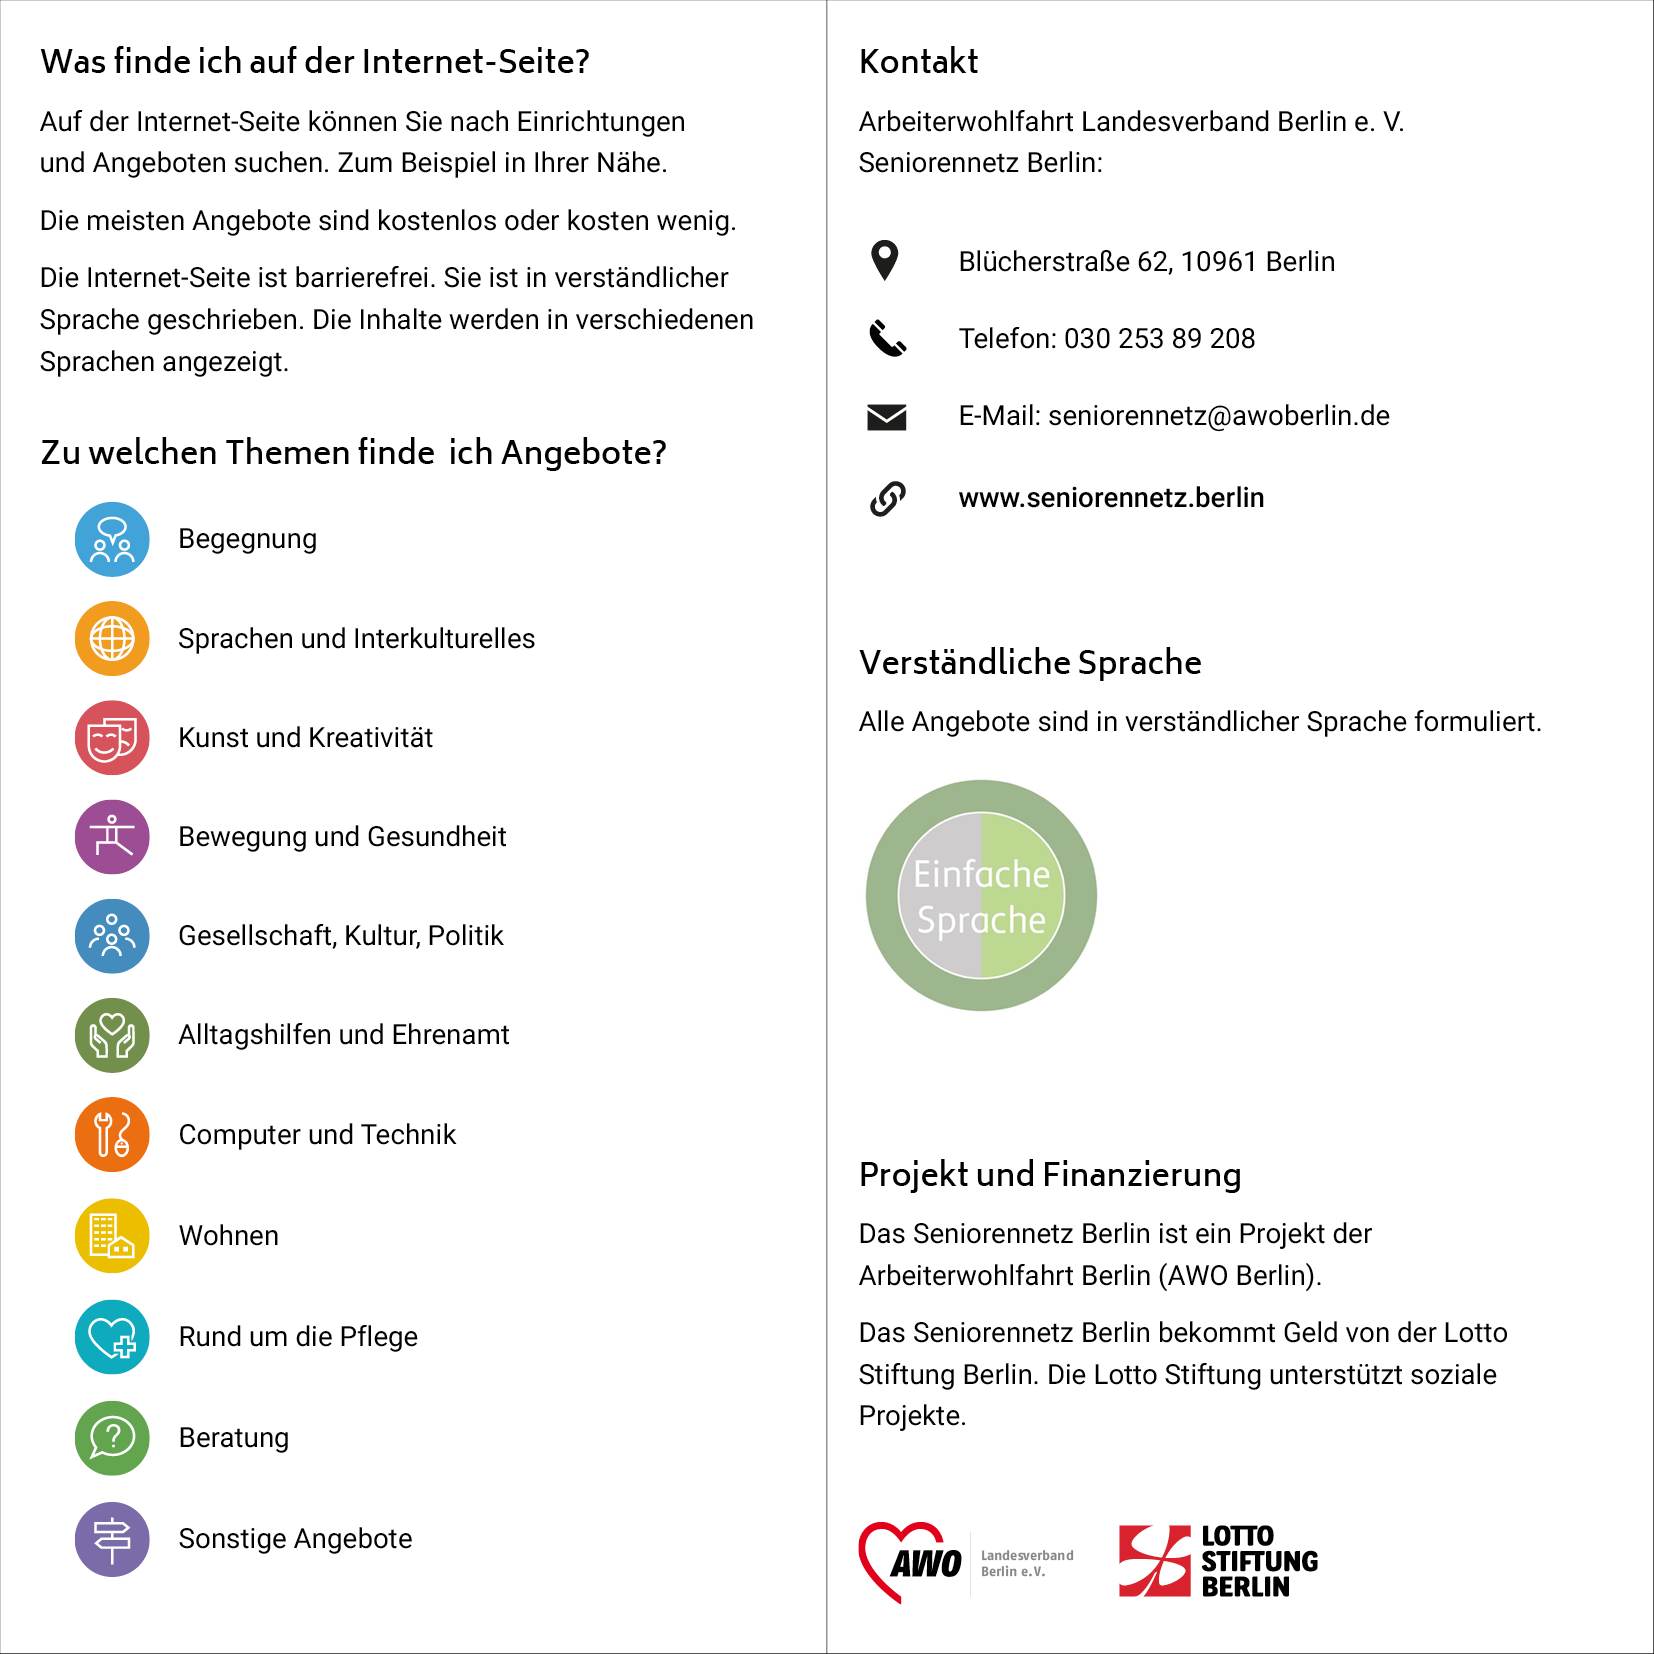 Was finde ich auf der Internet-Seite?
Auf der Internet-Seite können Sie nach Einrichtungen
und Angeboten suchen. Zum Beispiel in Ihrer Nähe.
Die meisten Angebote sind kostenlos oder kosten wenig.
Die Internet-Seite ist barrierefrei. Sie ist in verständlicher
Sprache geschrieben. Die Inhalte werden in verschiedenen
Sprachen angezeigt.
Zu welchen Themen finde ich Angebote?
Begegnung
Sprachen und Interkulturelles
Kunst und Kreativität
Bewegung und Gesundheit
Gesellschaft, Kultur, Politik
Alltagshilfen und Ehrenamt
Computer und Technik
Wohnen
Rund um die Pflege
Beratung
Sonstige Angebote
Kontakt
Arbeiterwohlfahrt Landesverband Berlin e. V.
Seniorennetz Berlin:
Blücherstraße 62, 10961 Berlin
Telefon: 030 253 89 208
E-Mail: seniorennetz@awoberlin.de
www.seniorennetz.berlin
Verständliche Sprache
Alle Angebote sind in verständlicher Sprache formuliert.
Einfache
Sprache
Projekt und Finanzierung
Das Seniorennetz Berlin ist ein Projekt der
Arbeiterwohlfahrt Berlin (AWO Berlin).
Das Seniorennetz Berlin bekommt Geld von der Lotto
Stiftung Berlin. Die Lotto Stiftung unterstützt soziale
Projekte.
AWO
Landesverband
Berlin e.V.
LOTTO
STIFTUNG
BERLIN